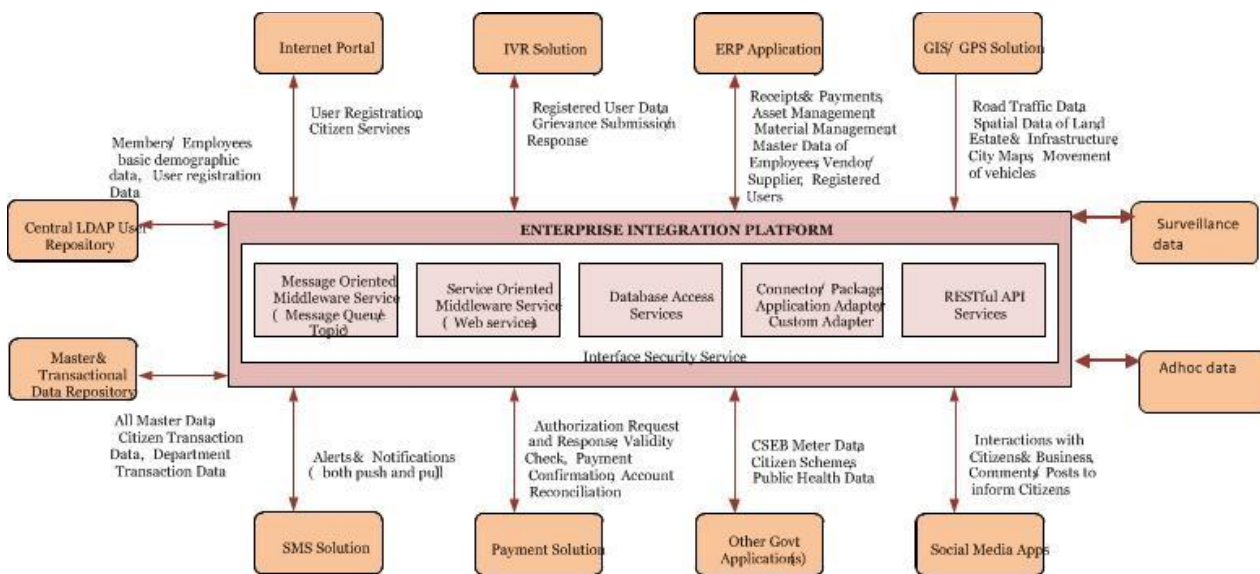 Internet Portal
IVR Solution
ERP Application
GIS/ GPS Solution
User Registration,
Citizen Services
Registered User Data,
Grievance Submission
Response
Receipts& Payments,
Asset Management,
Material Management,
Master Data of
Employees, Vendor/
Supplier, Registered
Users
Road Traffic Data,
Spatial Data of Land
Estate& Infrastructure,
City Maps, Movement
of vehicles
Members/ Employees
basic demographic
data, User registration
Data
Central LDAP User
Repository
Surveillance
data
ENTERPRISE INTEGRATION PLATFORM
Message Oriented
Middleware Service
( Message Queue/
Topic)
Service Oriented
Middleware Service
( Web services)
Database Access
Services
Connector/ Package
Application Adapter/
Custom Adapter
RESTful API
Services
Interface Security Service
Master&
Transactional
Data Repository
Adhoc data
All Master Data,
Citizen Transaction
Data, Department
Transaction Data
Alerts& Notifications
( both push and pull)
Authorization Request
and Response, Validity
Check, Payment
Confirmation, Account
Reconciliation
CSEB Meter Data,
Citizen Schemes,
Public Health Data
Interactions with
Citizens& Business,
Comments/ Posts to
inform Citizens
SMS Solution
Payment Solution
Other Govt
Application(s)
Social Media Apps